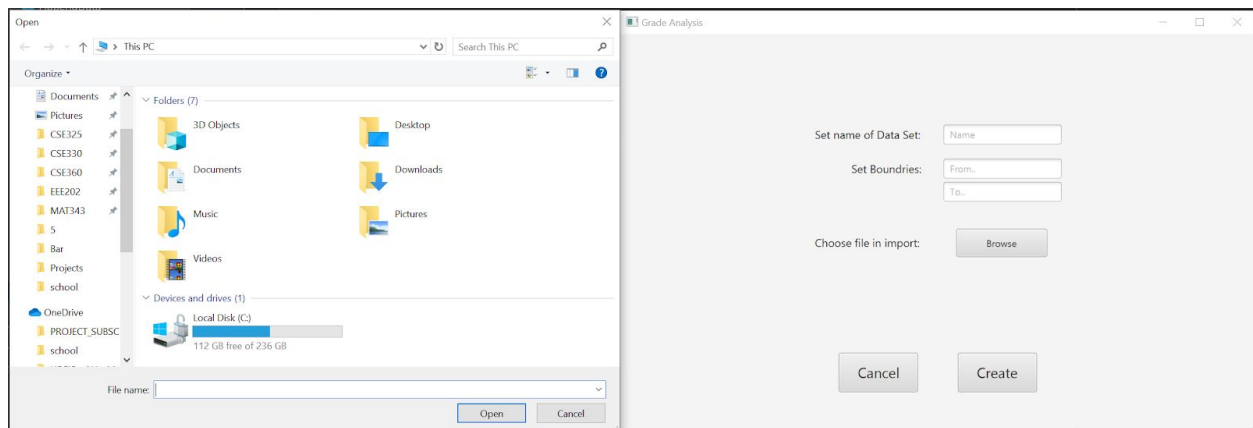 Open
This PC
Search This PC
Organize
Documents
Pictures
CSE325
CSE330
CSE360
EEE202
MAT343
5
Bar
Projects
school
OneDrive
PROJECT_SUBSC
school
Folders (7)
3D Objects
Desktop
Documents
Downloads
Music
Pictures
Videos
Devices and drives (1)
Local Disk (C:)
112 GB free of 236 GB
File name:
Open Cancel
Grade Analysis
Set name of Data Set: Name
Set Boundries: From..
To..
Choose file in import: Browse
Cancel Create